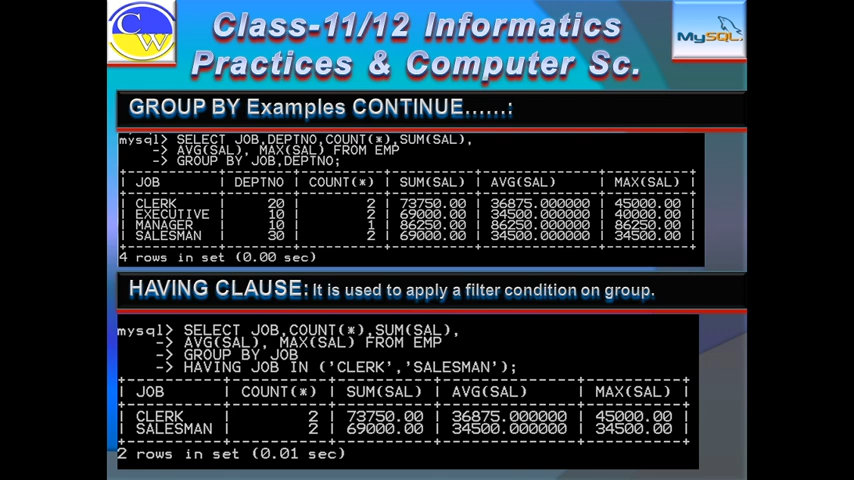 CW
Class-11/12 Informatics
Practices & Computer Sc.
MySQL
GROUP BY Examples CONTINUE......:
mysql> SELECT JOB,DEPTNO,COUNT(*),SUM(SAL),
-> AVG(SAL), MAX(SAL) FROM EMP
-> GROUP BY JOB,DEPTNO;
+-----------+--------+----------+----------+--------------+----------+
| JOB | DEPTNO | COUNT(*) | SUM(SAL) | AVG(SAL) | MAX(SAL) |
+-----------+--------+----------+----------+--------------+----------+
| CLERK | 20 | 2 | 73750.00 | 36875.000000 | 45000.00 |
| EXECUTIVE | 10 | 2 | 69000.00 | 34500.000000 | 40000.00 |
| MANAGER | 10 | 1 | 86250.00 | 86250.000000 | 86250.00 |
| SALESMAN | 30 | 2 | 69000.00 | 34500.000000 | 34500.00 |
+-----------+--------+----------+----------+--------------+----------+
4 rows in set (0.00 sec)
HAVING CLAUSE: It is used to apply a filter condition on group.
mysql> SELECT JOB,COUNT(*),SUM(SAL),
-> AVG(SAL), MAX(SAL) FROM EMP
-> GROUP BY JOB
-> HAVING JOB IN ('CLERK','SALESMAN');
+----------+----------+----------+--------------+----------+
| JOB | COUNT(*) | SUM(SAL) | AVG(SAL) | MAX(SAL) |
+----------+----------+----------+--------------+----------+
| CLERK | 2 | 73750.00 | 36875.000000 | 45000.00 |
| SALESMAN | 2 | 69000.00 | 34500.000000 | 34500.00 |
+----------+----------+----------+--------------+----------+
2 rows in set (0.01 sec)